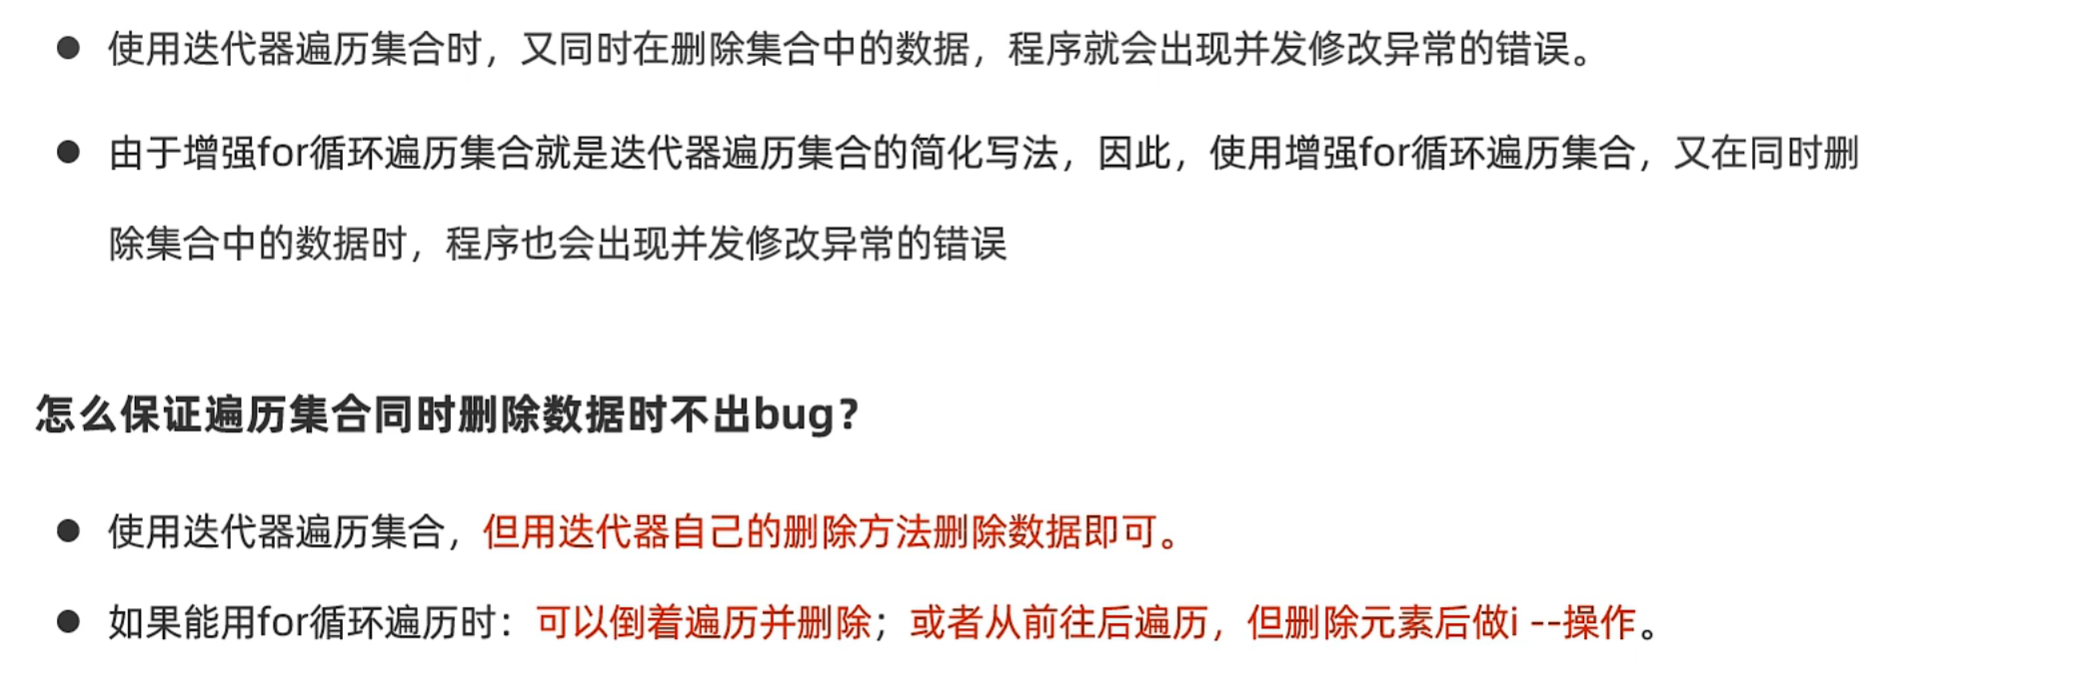 ● 使用迭代器遍历集合时，又同时在删除集合中的数据，程序就会出现并发修改异常的错误。
● 由于增强for循环遍历集合就是迭代器遍历集合的简化写法，因此，使用增强for循环遍历集合，又在同时删
除集合中的数据时，程序也会出现并发修改异常的错误
怎么保证遍历集合同时删除数据时不出bug？
● 使用迭代器遍历集合，但用迭代器自己的删除方法删除数据即可。
● 如果能用for循环遍历时：可以倒着遍历并删除；或者从前往后遍历，但删除元素后做i --操作。